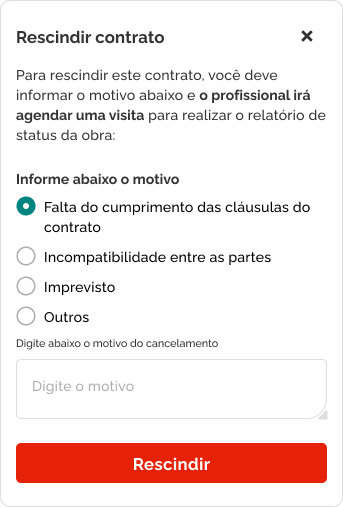 Rescindir contrato
Para rescindir este contrato, você deve
informar o motivo abaixo e o profissional irá
agendar uma visita para realizar o relatório de
status da obra:
Informe abaixo o motivo
Falta do cumprimento das cláusulas do
contrato
Incompatibilidade entre as partes
Imprevisto
Outros
Digite abaixo o motivo do cancelamento
Digite o motivo
Rescindir